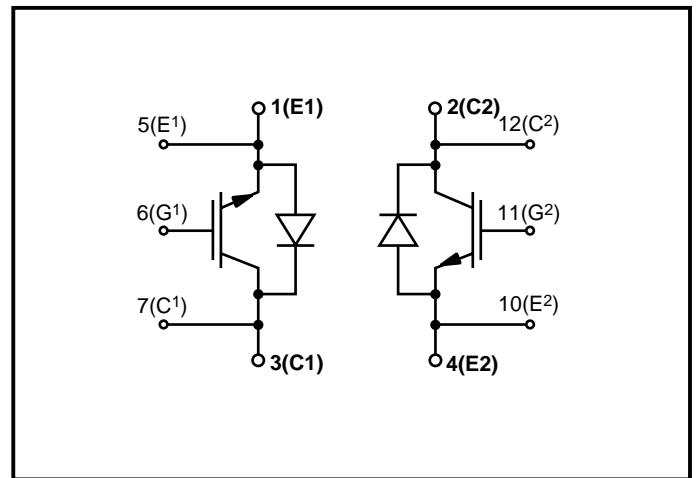 1(E1)
5(E¹)
6(G¹)
7(C¹)
3(C1)
2(C2)
12(C²)
11(G²)
10(E²)
4(E2)